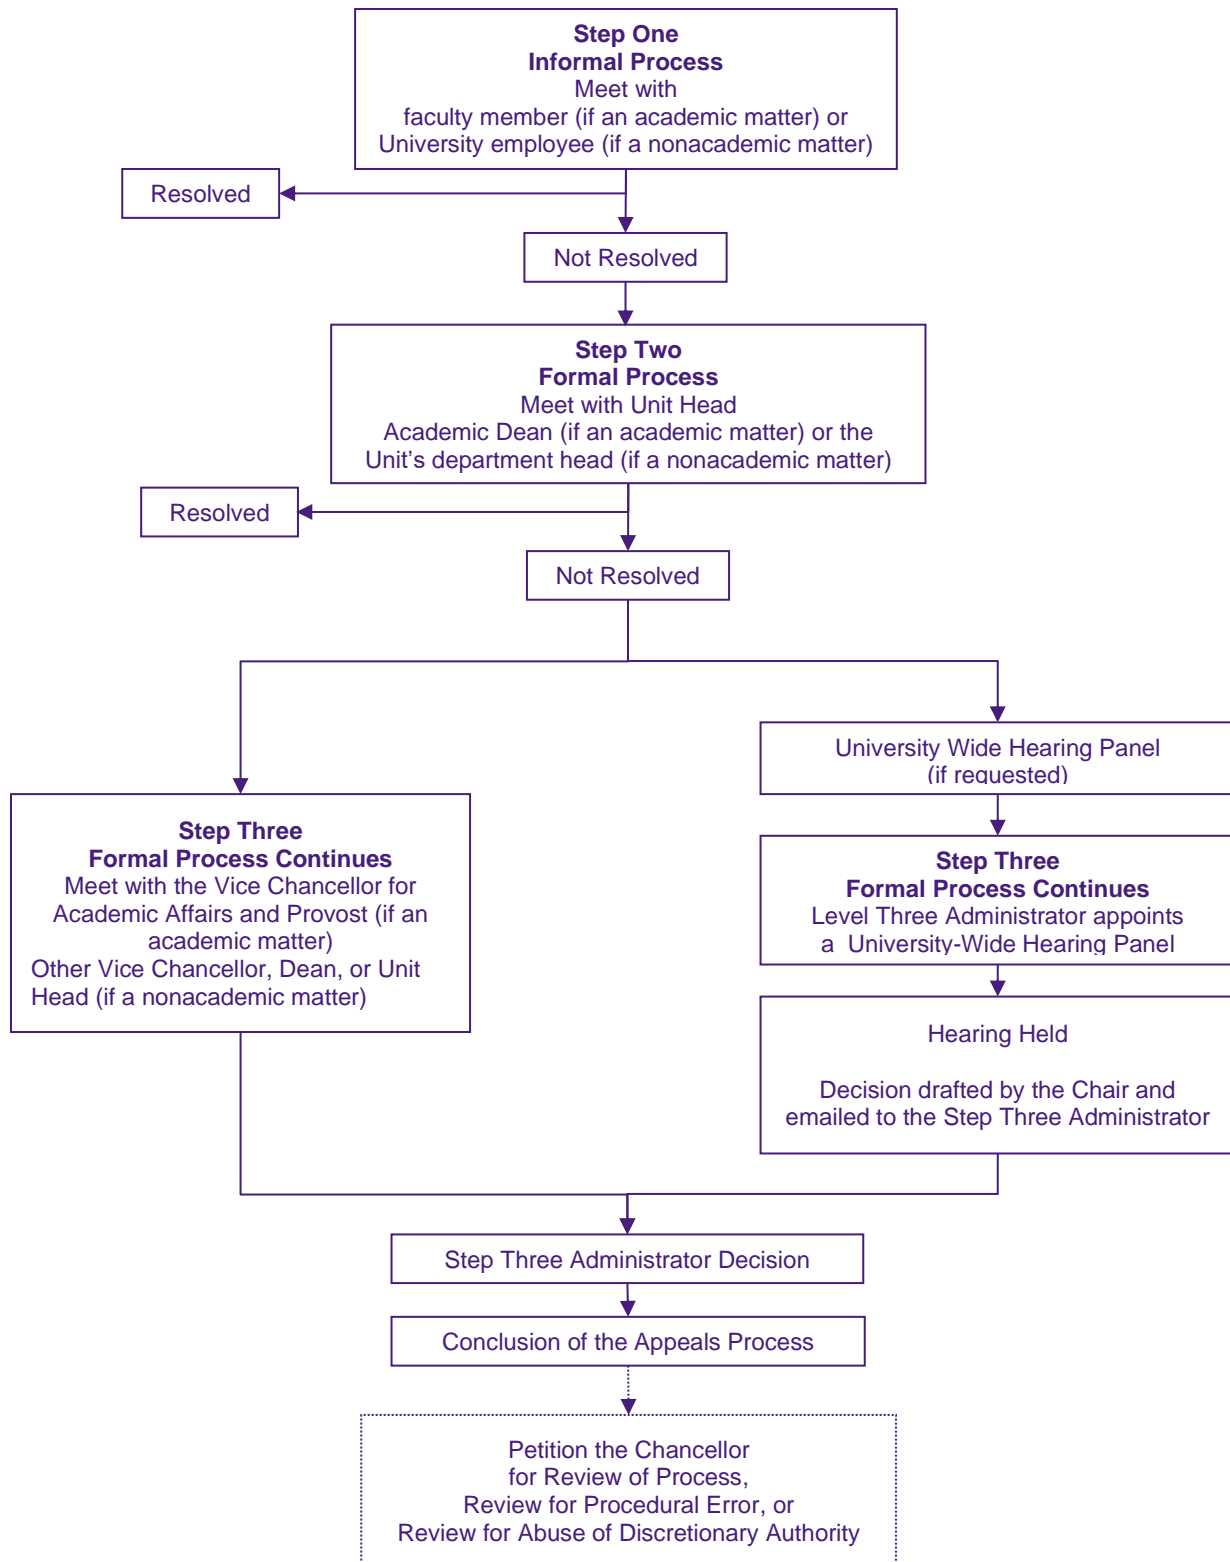 Step One
Informal Process
Meet with
faculty member (if an academic matter) or
University employee (if a nonacademic matter)
Resolved
Not Resolved
Step Two
Formal Process
Meet with Unit Head
Academic Dean (if an academic matter) or the
Unit’s department head (if a nonacademic matter)
Resolved
Not Resolved
University Wide Hearing Panel
(if requested)
Step Three
Formal Process Continues
Meet with the Vice Chancellor for
Academic Affairs and Provost (if an
academic matter)
Other Vice Chancellor, Dean, or Unit
Head (if a nonacademic matter)
Step Three
Formal Process Continues
Level Three Administrator appoints
a University-Wide Hearing Panel
Hearing Held
Decision drafted by the Chair and
emailed to the Step Three Administrator
Step Three Administrator Decision
Conclusion of the Appeals Process
Petition the Chancellor
for Review of Process,
Review for Procedural Error, or
Review for Abuse of Discretionary Authority